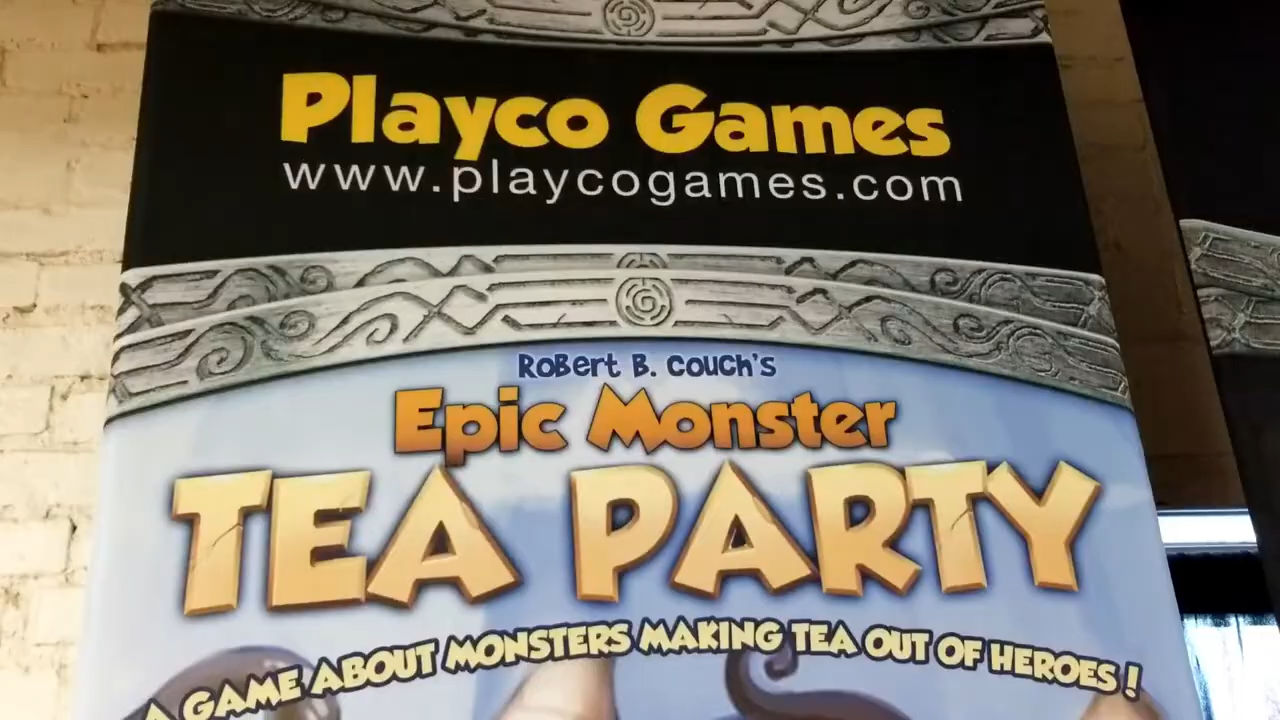 Playco Games
www.playcogames.com
Robert B. Couch's
Epic Monster
TEA PARTY
A GAME ABOUT MONSTERS MAKING TEA OUT OF HEROES!